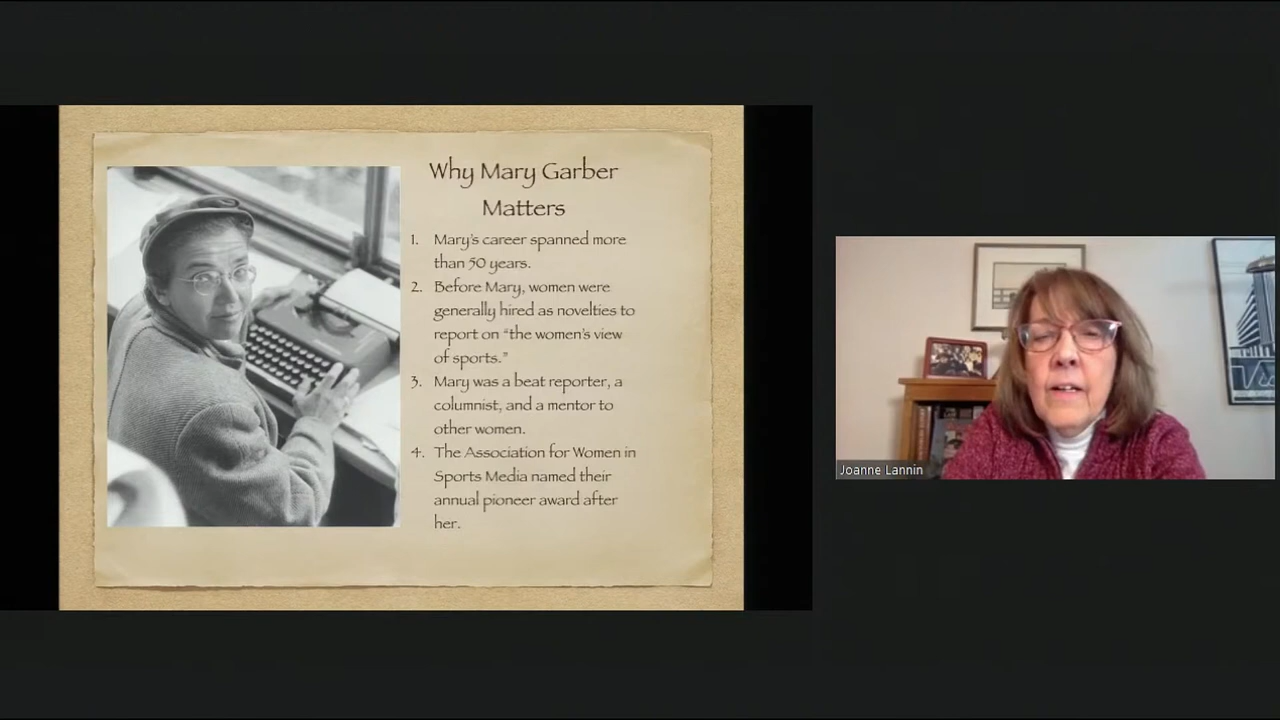 Why Mary Garber
Matters
1. Mary's career spanned more
than 50 years.
2. Before Mary, women were
generally hired as novelties to
report on "the women's view
of sports."
3. Mary was a beat reporter, a
columnist, and a mentor to
other women.
4. The Association for Women in
Sports Media named their
annual pioneer award after
her.
Joanne Lannin